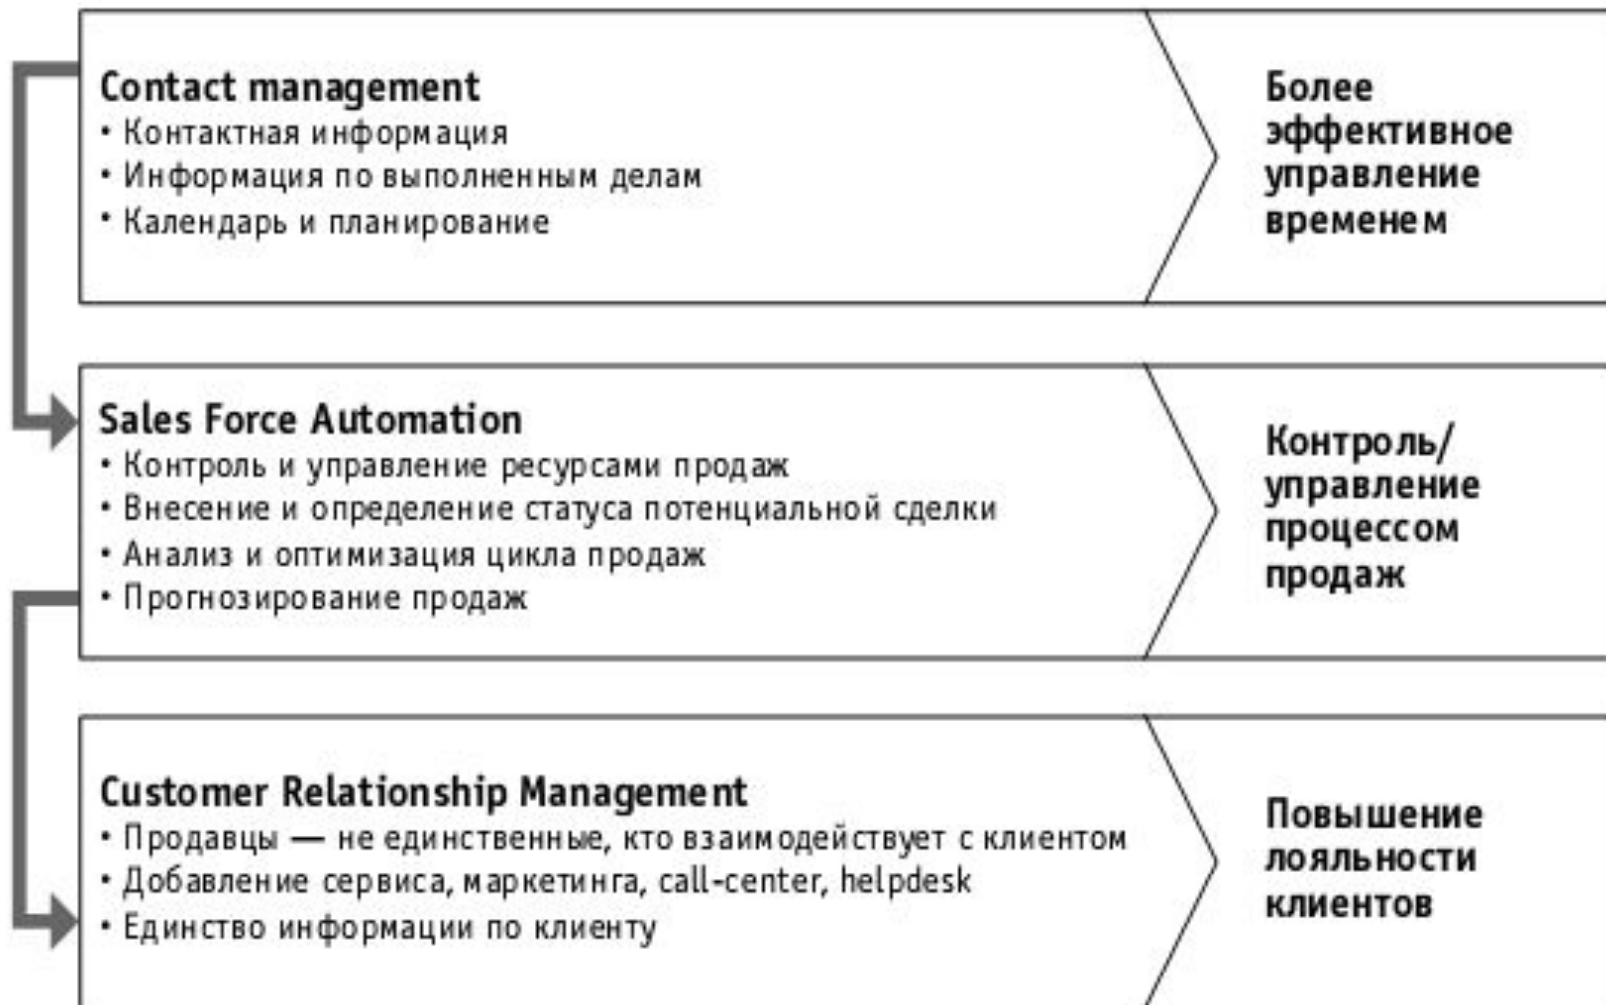 Contact management
• Контактная информация
• Информация по выполненным делам
• Календарь и планирование
Более
эффективное
управление
временем
Sales Force Automation
• Контроль и управление ресурсами продаж
• Внесение и определение статуса потенциальной сделки
• Анализ и оптимизация цикла продаж
• Прогнозирование продаж
Контроль/
управление
процессом
продаж
Customer Relationship Management
• Продавцы — не единственные, кто взаимодействует с клиентом
• Добавление сервиса, маркетинга, call-center, helpdesk
• Единство информации по клиенту
Повышение
лояльности
клиентов